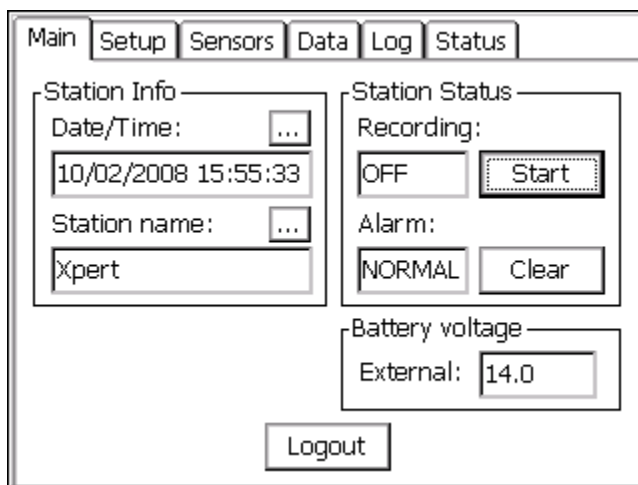 Main Setup Sensors Data Log Status
Station Info
Date/Time: ...
10/02/2008 15:55:33
Station name: ...
Xpert
Station Status
Recording:
OFF Start
Alarm:
NORMAL Clear
Battery voltage
External: 14.0
Logout